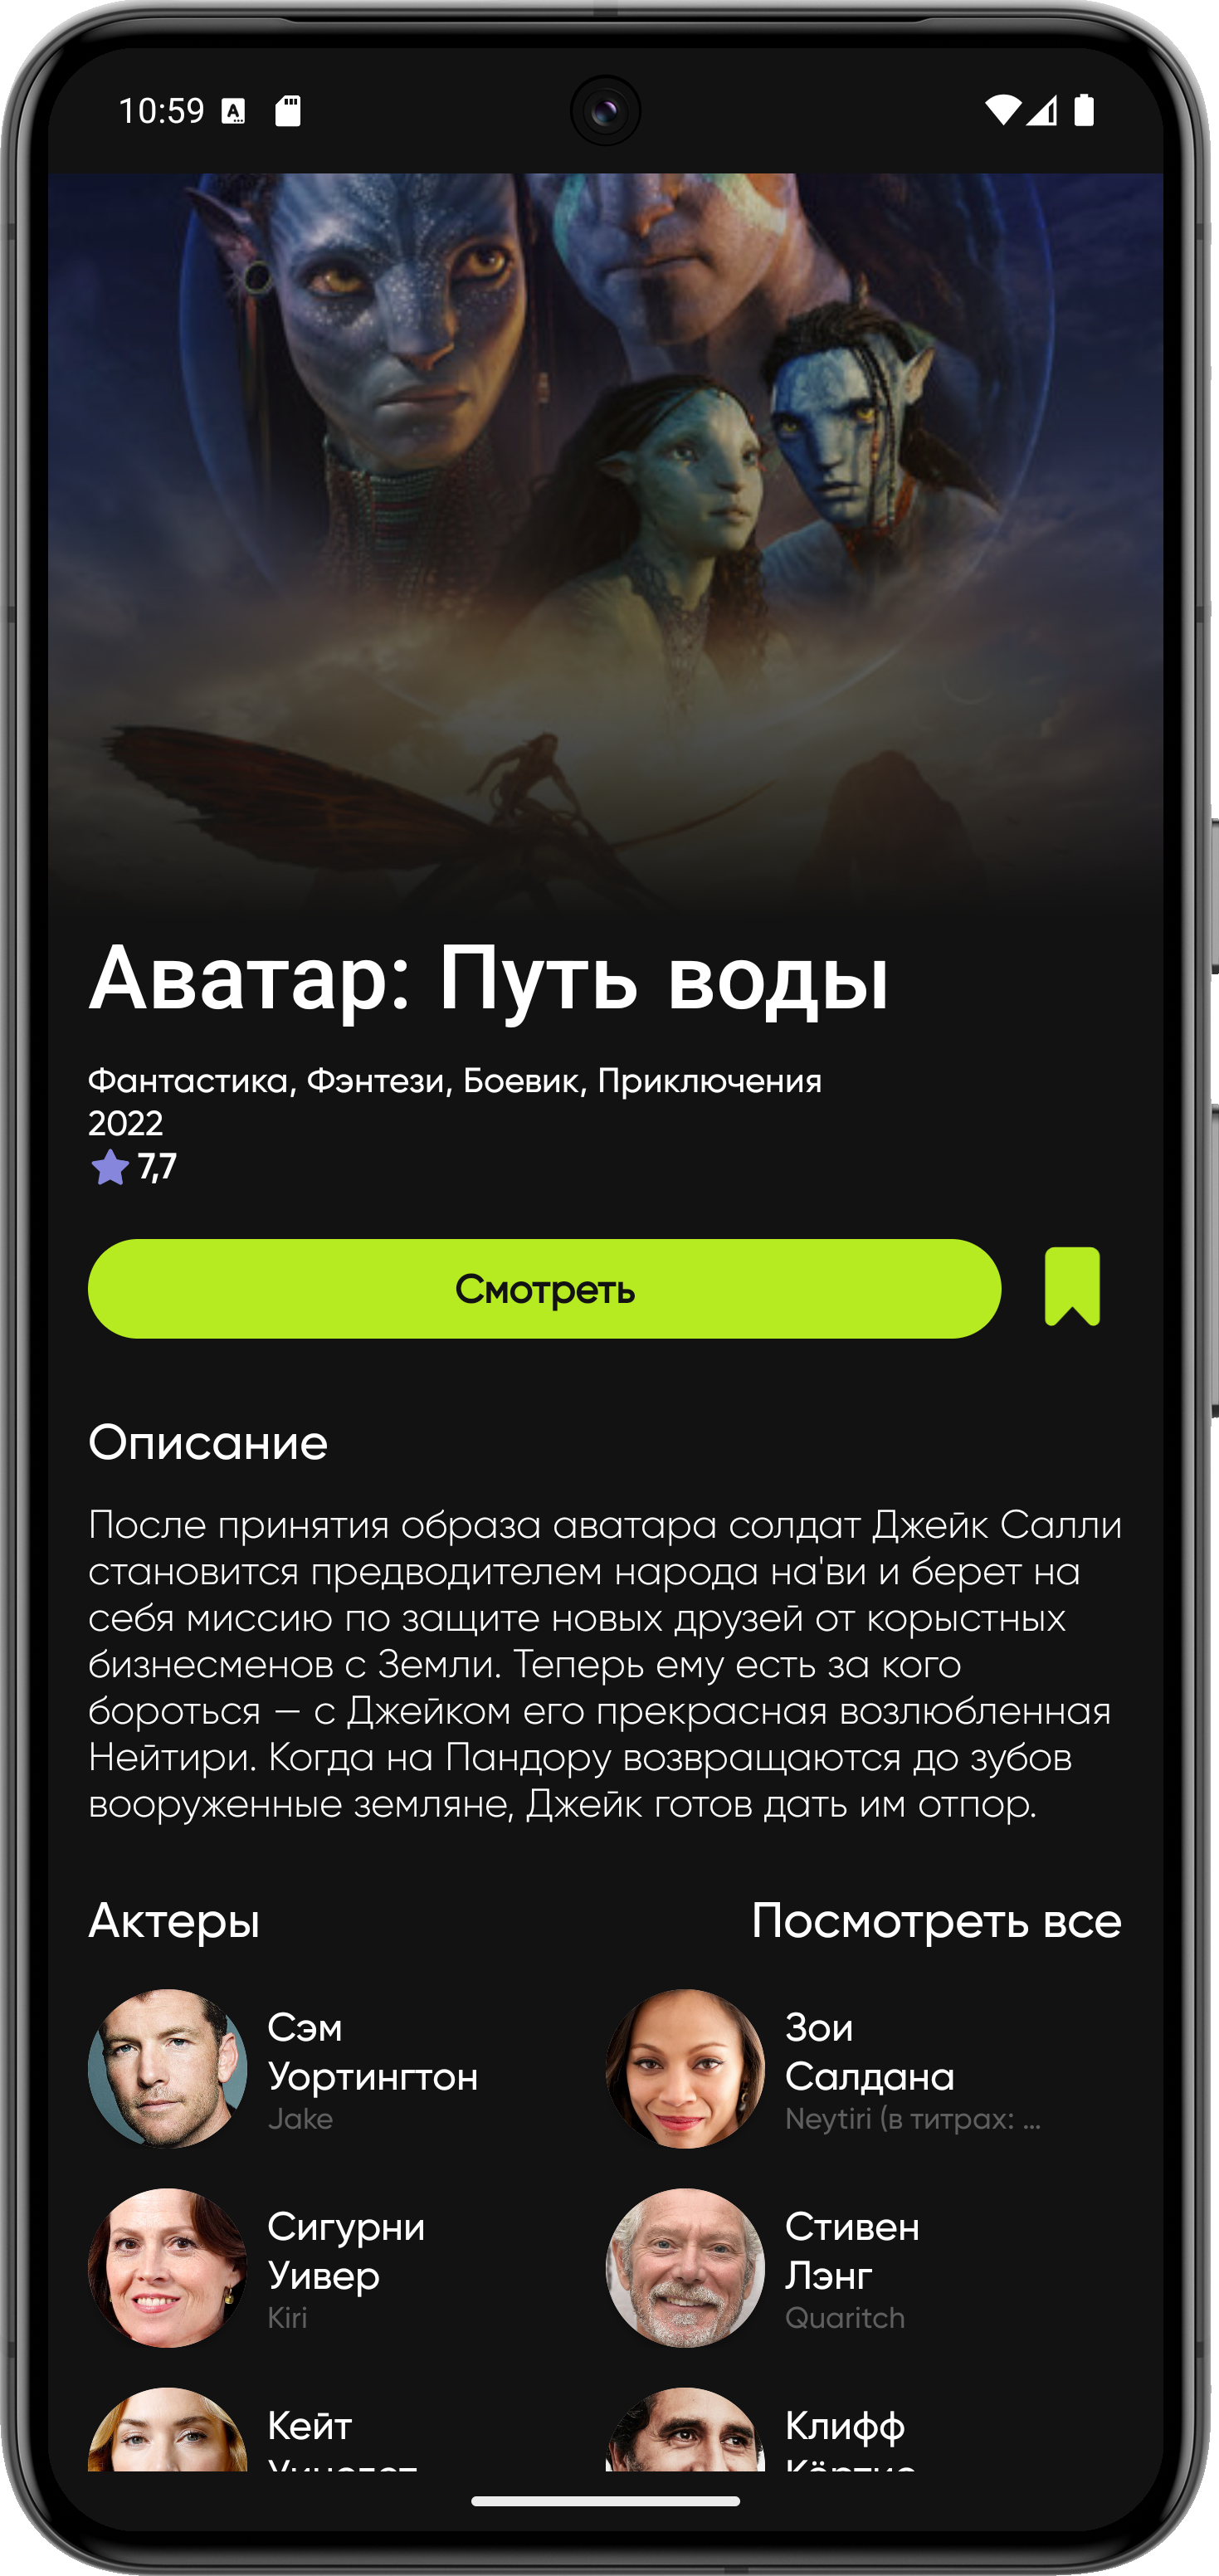 10:59
Аватар: Путь воды
Фантастика, Фэнтези, Боевик, Приключения
2022
7,7
Смотреть
Описание
После принятия образа аватара солдат Джейк Салли
становится предводителем народа на'ви и берет на
себя миссию по защите новых друзей от корыстных
бизнесменов с Земли. Теперь ему есть за кого
бороться — с Джейком его прекрасная возлюбленная
Нейтири. Когда на Пандору возвращаются до зубов
вооруженные земляне, Джейк готов дать им отпор.
Актеры
Посмотреть все
Сэм
Уортингтон
Jake
Зои
Салдана
Neytiri (в титрах: ...
Сигурни
Уивер
Kiri
Стивен
Лэнг
Quaritch
Кейт
Клифф